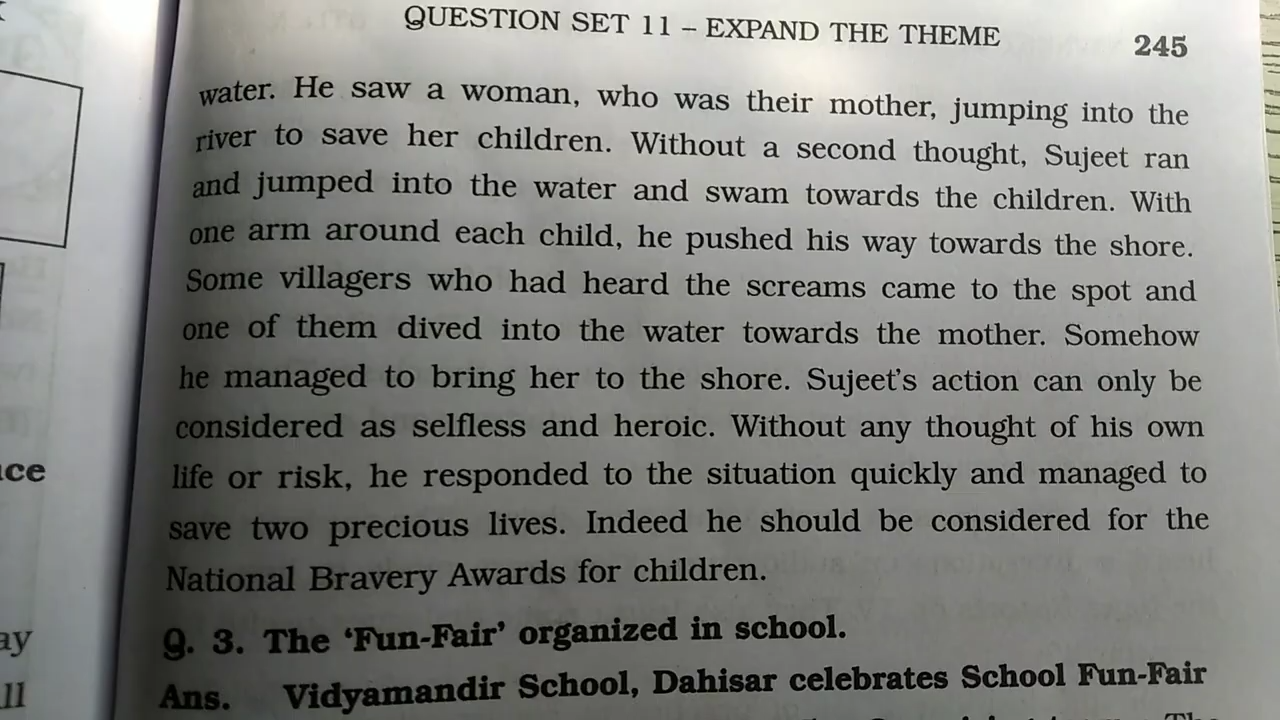 QUESTION SET 11 – EXPAND THE THEME
245
water. He saw a woman, who was their mother, jumping into the
river to save her children. Without a second thought, Sujeet ran
and jumped into the water and swam towards the children. With
one arm around each child, he pushed his way towards the shore.
Some villagers who had heard the screams came to the spot and
one of them dived into the water towards the mother. Somehow
he managed to bring her to the shore. Sujeet's action can only be
considered as selfless and heroic. Without any thought of his own
life or risk, he responded to the situation quickly and managed to
save two precious lives. Indeed he should be considered for the
National Bravery Awards for children.
Q. 3. The 'Fun-Fair' organized in school.
Ans. Vidyamandir School, Dahisar celebrates School Fun-Fair